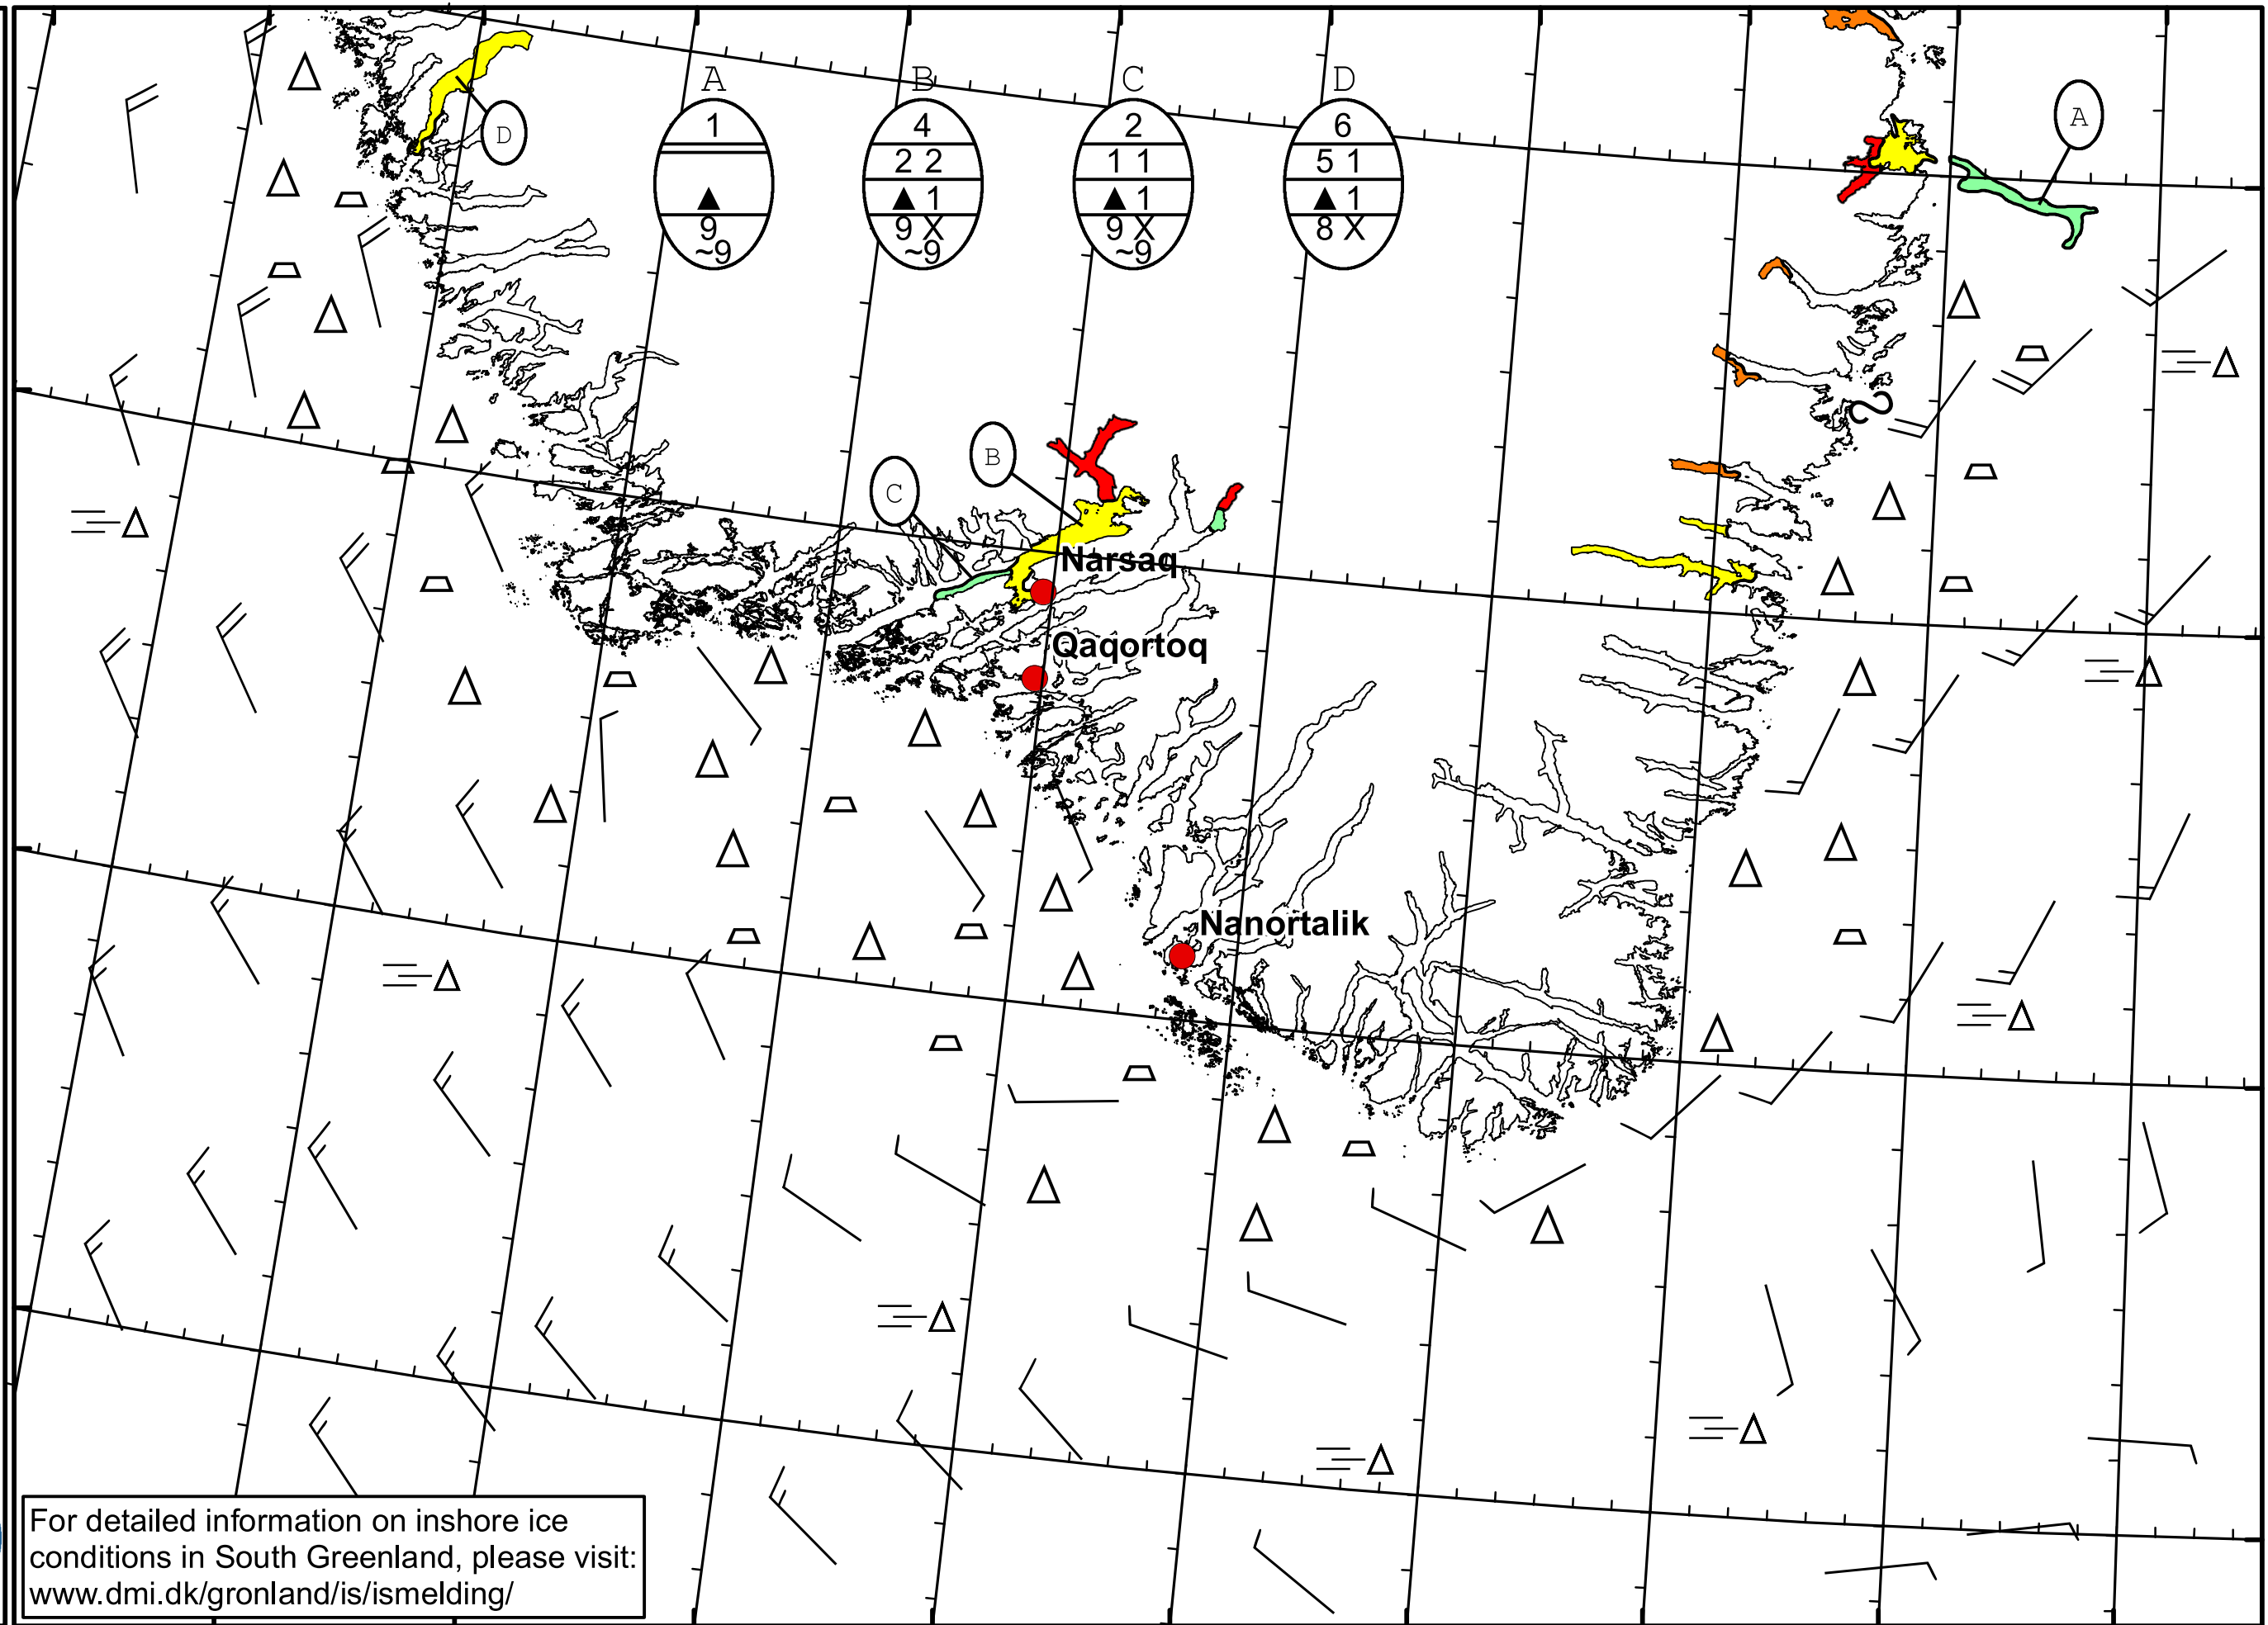 A B C D
1 4 2 6
2 2 1 1 5 1
▲ ▲ 1 ▲ 1 ▲ 1
9 9 X 9 X 8 X
~9 ~9 ~9
D
A
B
C
Narsaq
Qaqortoq
Nanortalik
For detailed information on inshore ice
conditions in South Greenland, please visit:
www.dmi.dk/gronland/is/ismelding/